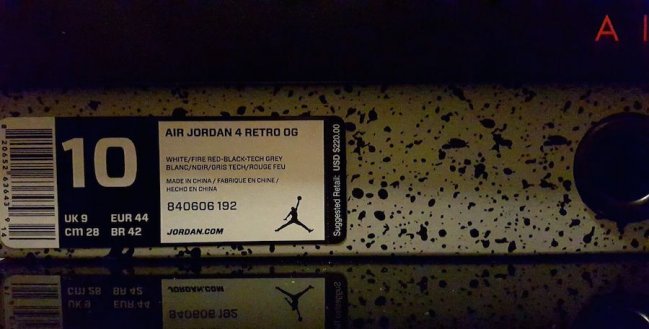 A I
10
UK 9 EUR 44
cm 28 BR 42
AIR JORDAN 4 RETRO OG
WHITE/FIRE RED-BLACK-TECH GREY
BLANC/NOIR/GRIS TECH/ROUGE FEU
MADE IN CHINA / FABRIQUE EN CHINE /
HECHO EN CHINA
840606 192
JORDAN.COM
Suggested Retail: USD $220.00